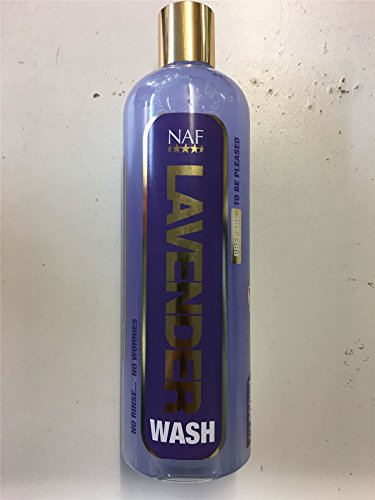 NAF
LAVENDER
WASH
NO RINSE... NO WORRIES
PREPARE TO BE PLEASED